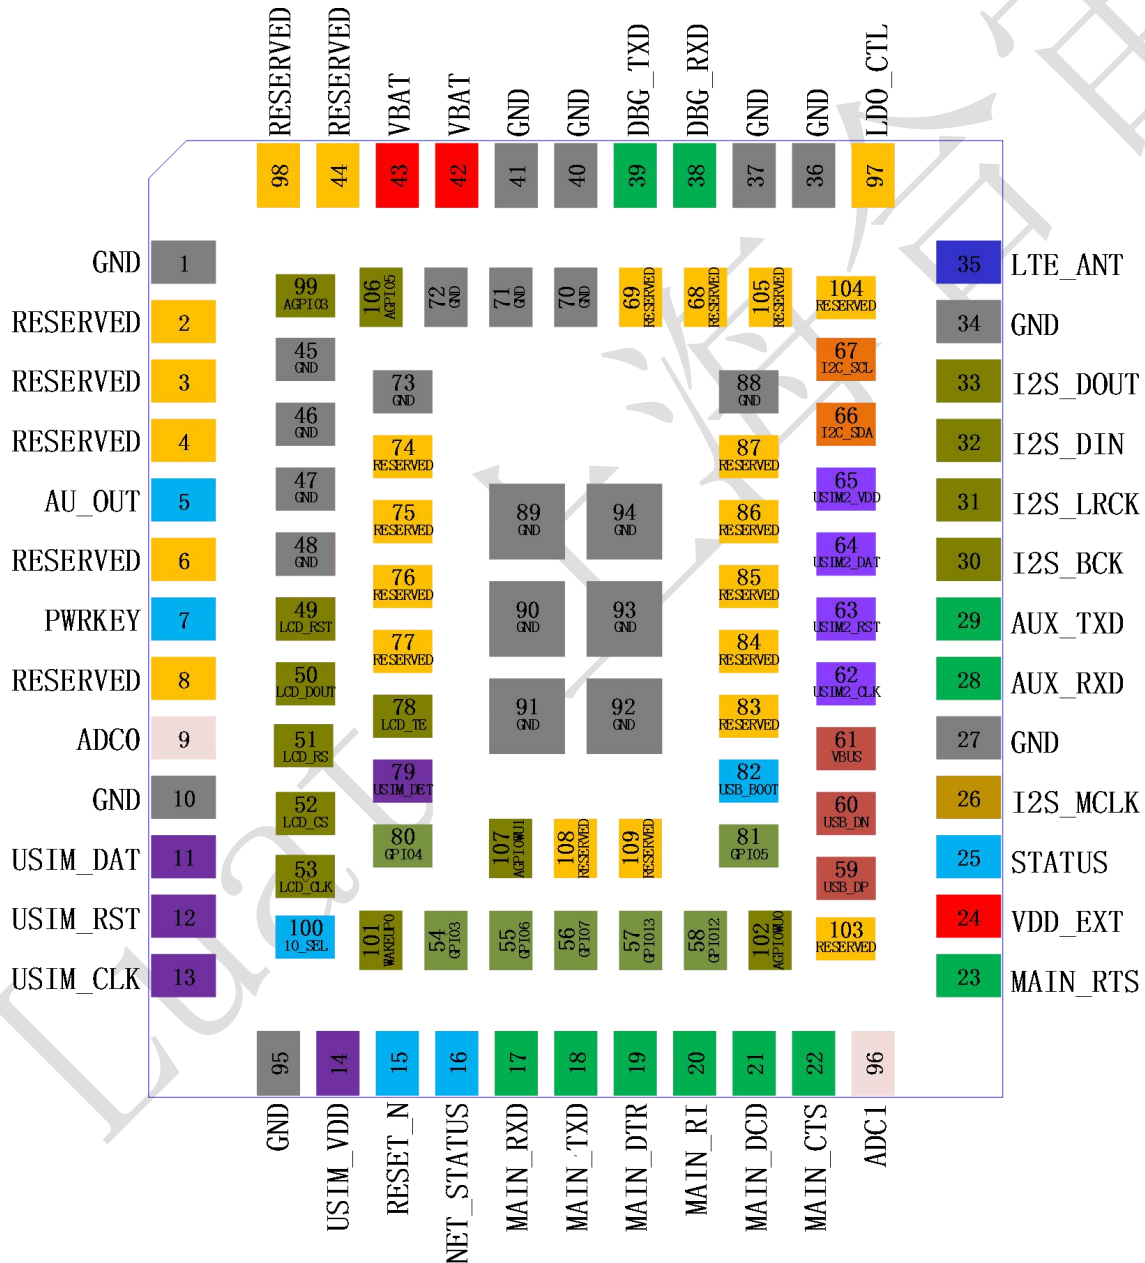 RESERVED
RESERVED
VBAT
VBAT
GND
GND
DBG_TXD
DBG_RXD
GND
GND
LDO_CTL
98
44
43
42
41
40
39
38
37
36
97
GND
1
RESERVED
2
RESERVED
3
RESERVED
4
AU_OUT
5
RESERVED
6
PWRKEY
7
RESERVED
8
ADC0
9
GND
10
USIM_DAT
11
USIM_RST
12
USIM_CLK
13
99
AGPIO3
45
GND
46
GND
47
GND
48
GND
49
LCD_RST
50
LCD_DOUT
51
LCD_RS
52
LCD_CS
53
LCD_CLK
100
IO_SEL
106
AGPIO5
72
GND
71
GND
70
GND
69
RESERVED
68
RESERVED
105
RESERVED
104
RESERVED
73
GND
74
RESERVED
75
RESERVED
76
RESERVED
77
RESERVED
78
LCD_TE
79
USIM_DET
80
GPIO4
89
GND
94
GND
90
GND
93
GND
91
GND
92
GND
88
GND
87
RESERVED
86
RESERVED
85
RESERVED
84
RESERVED
83
RESERVED
82
USB_BOOT
81
GPIO5
107
AGPIOWU1
108
RESERVED
109
RESERVED
67
I2C_SCL
66
I2C_SDA
65
USIM2_VDD
64
USIM2_DAT
63
USIM2_RST
62
USIM2_CLK
61
VBUS
60
USB_DN
59
USB_DP
103
RESERVED
101
WAKEUP0
54
GPIO3
55
GPIO6
56
GPIO7
57
GPIO13
58
GPIO12
102
AGPIOWU0
35
LTE_ANT
34
GND
33
I2S_DOUT
32
I2S_DIN
31
I2S_LRCK
30
I2S_BCK
29
AUX_TXD
28
AUX_RXD
27
GND
26
I2S_MCLK
25
STATUS
24
VDD_EXT
23
MAIN_RTS
95
14
15
16
17
18
19
20
21
22
96
GND
USIM_VDD
RESET_N
NET_STATUS
MAIN_RXD
MAIN_TXD
MAIN_DTR
MAIN_RI
MAIN_DCD
MAIN_CTS
ADC1